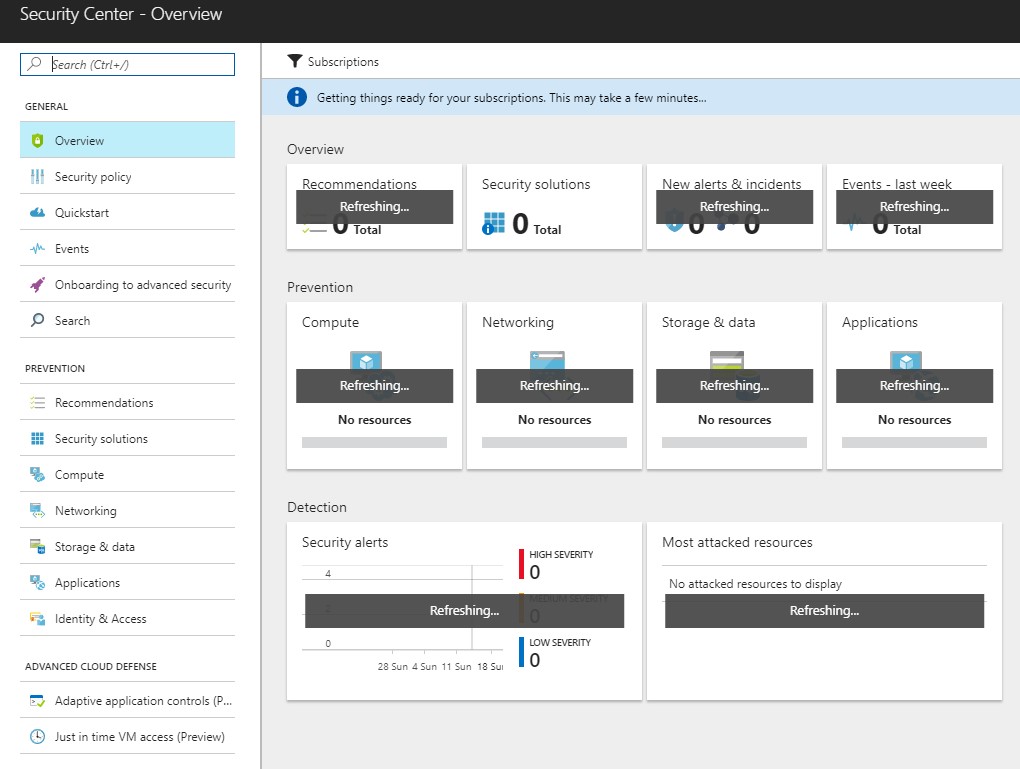 Security Center - Overview
Search (Ctrl+/)
GENERAL
Overview
Security policy
Quickstart
Events
Onboarding to advanced security
Search
PREVENTION
Recommendations
Security solutions
Compute
Networking
Storage & data
Applications
Identity & Access
ADVANCED CLOUD DEFENSE
Adaptive application controls (P...
Just in time VM access (Preview)
Subscriptions
Getting things ready for your subscriptions. This may take a few minutes...
Overview
Recommendations
Refreshing...
0 Total
Security solutions
0 Total
New alerts & incidents
Refreshing...
0 0
Events - last week
Refreshing...
0 Total
Prevention
Compute
Refreshing...
No resources
Networking
Refreshing...
No resources
Storage & data
Refreshing...
No resources
Applications
Refreshing...
No resources
Detection
Security alerts
4
2
0
28 Sun 4 Sun 11 Sun 18 Sun
Refreshing...
HIGH SEVERITY
0
MEDIUM SEVERITY
0
LOW SEVERITY
0
Most attacked resources
No attacked resources to display
Refreshing...